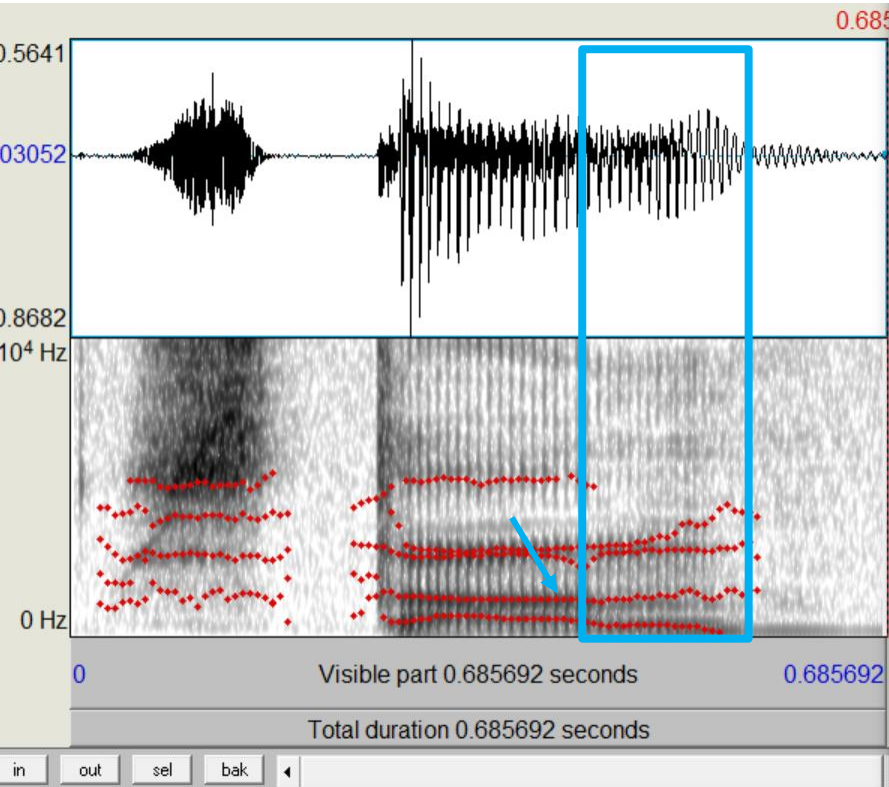 0.685
0.5641
03052
0.8682
10⁴ Hz
0 Hz
0 Visible part 0.685692 seconds 0.685692
Total duration 0.685692 seconds
in out sel bak